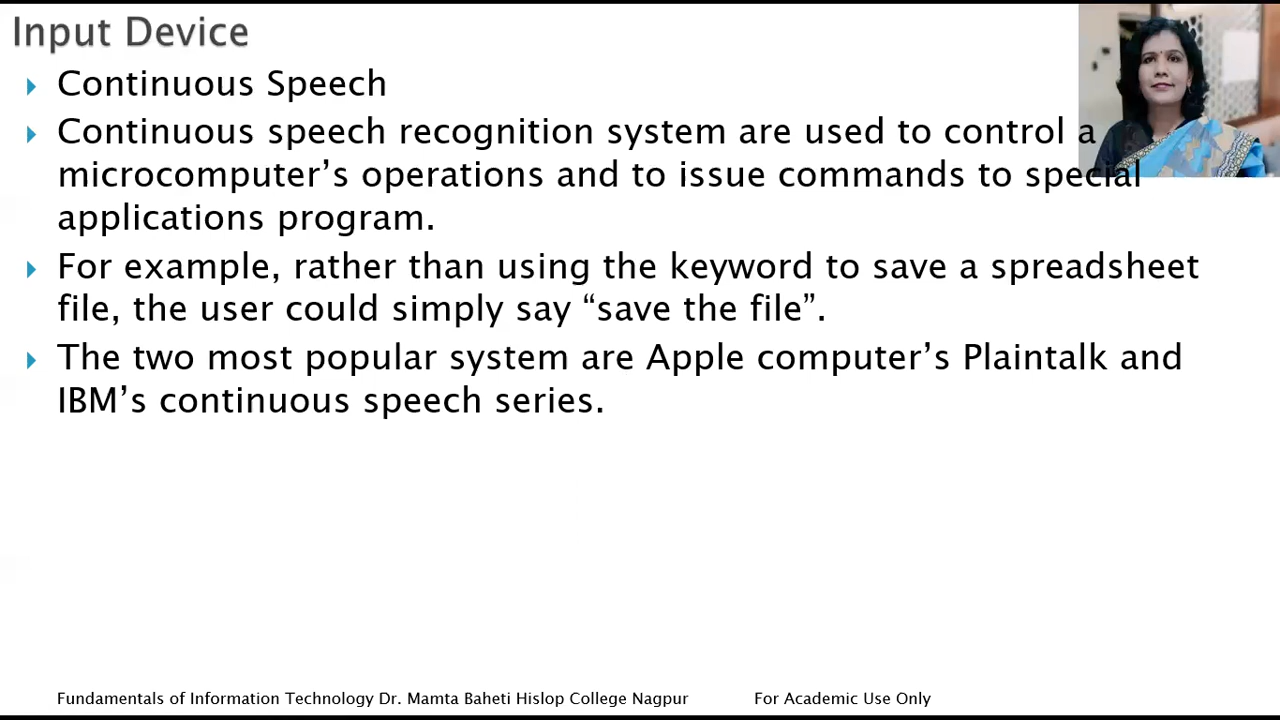 Input Device
Continuous Speech
Continuous speech recognition system are used to control a
microcomputer’s operations and to issue commands to special
applications program.
For example, rather than using the keyword to save a spreadsheet
file, the user could simply say “save the file”.
The two most popular system are Apple computer’s Plaintalk and
IBM’s continuous speech series.
Fundamentals of Information Technology Dr. Mamta Baheti Hislop College Nagpur For Academic Use Only